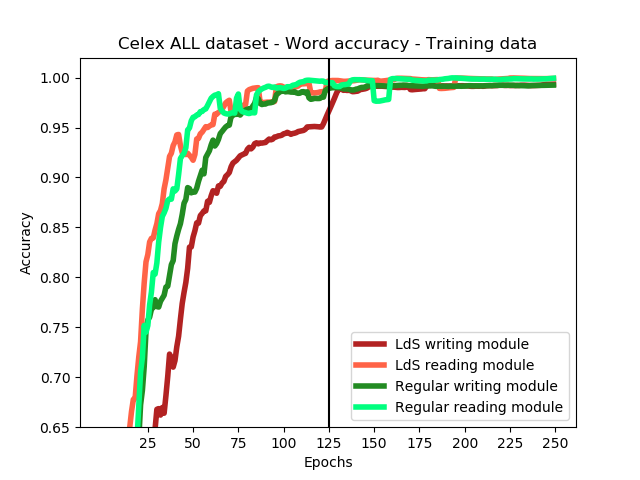 Celex ALL dataset - Word accuracy - Training data
1.00
0.95
0.90
0.85
0.80
0.75
0.70
0.65
Accuracy
LdS writing module
LdS reading module
Regular writing module
Regular reading module
25 50 75 100 125 150 175 200 225 250
Epochs